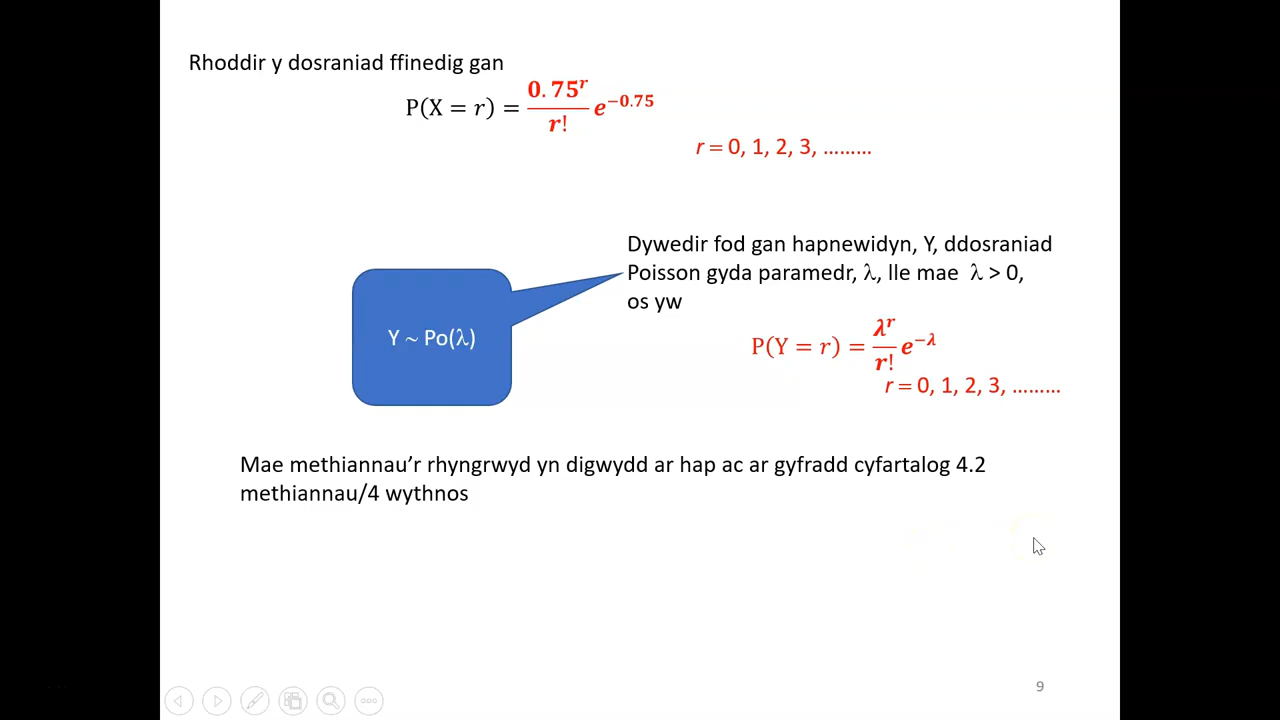 Rhoddir y dosraniad ffinedig gan
P(X = r) = 0.75^r / r! e^{−0.75}
r = 0, 1, 2, 3, .........
Dywedir fod gan hapnewidyn, Y, ddosraniad
Poisson gyda paramedr, λ, lle mae λ > 0,
os yw
Y ~ Po(λ)
P(Y = r) = λ^r / r! e^{−λ}
r = 0, 1, 2, 3, .........
Mae methiannau’r rhyngrwyd yn digwydd ar hap ac ar gyfradd cyfartalog 4.2
methiannau/4 wythnos
9